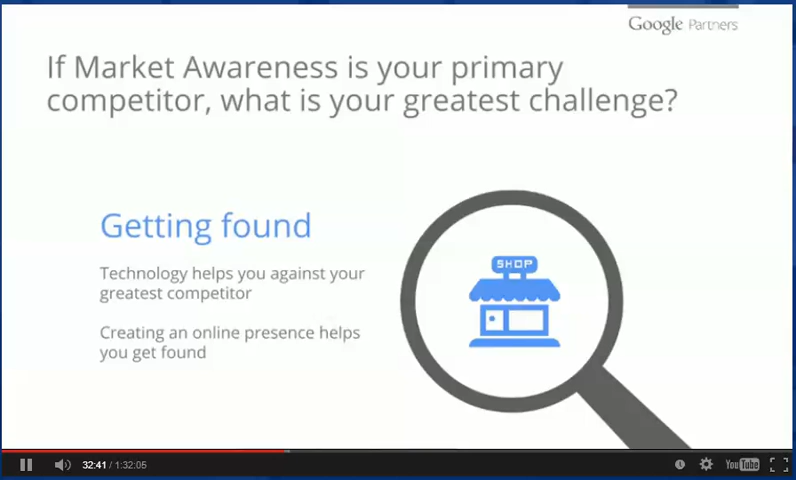 Google Partners
If Market Awareness is your primary
competitor, what is your greatest challenge?
Getting found
Technology helps you against your
greatest competitor
Creating an online presence helps
you get found
SHOP
32:41 / 1:32:05
YouTube